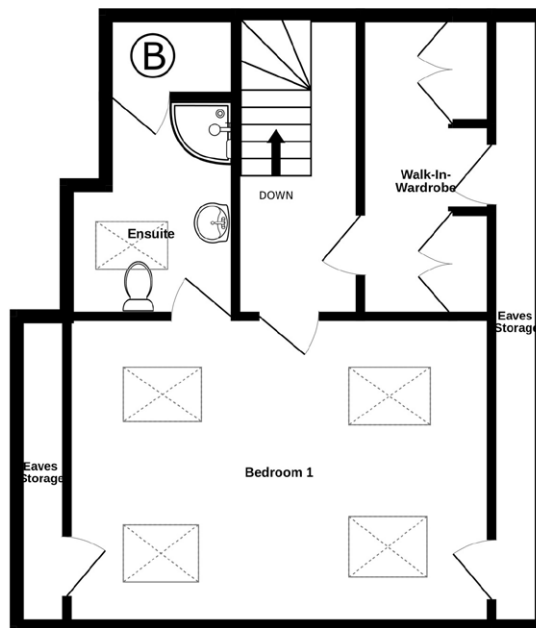 B
DOWN
Walk-In-
Wardrobe
Ensuite
Eaves
Storage
Eaves
Storage
Bedroom 1